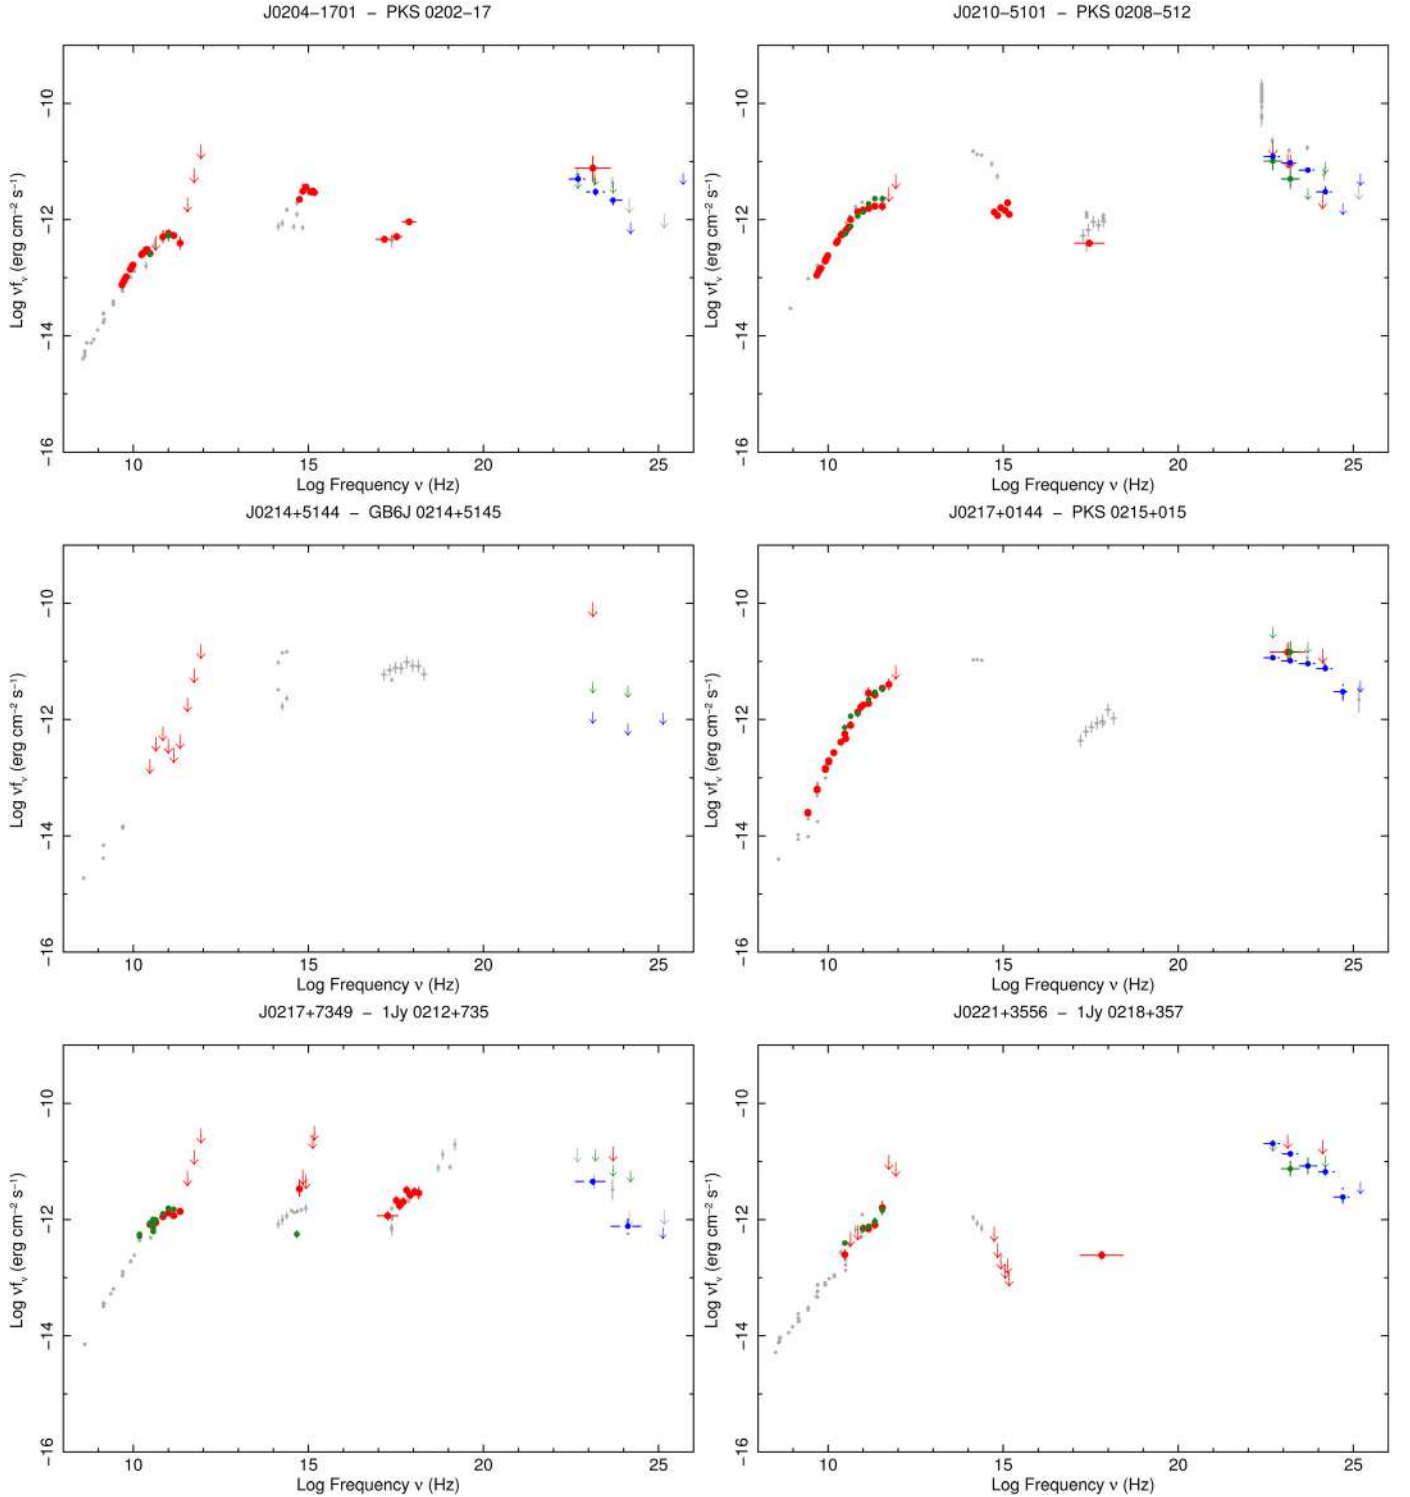 J0204−1701 − PKS 0202−17
J0210−5101 − PKS 0208−512
Log νfν (erg cm−2 s−1)
−10
−12
−14
−16
10 15 20 25
Log Frequency ν (Hz)
Log νfν (erg cm−2 s−1)
−10
−12
−14
−16
10 15 20 25
Log Frequency ν (Hz)
J0214+5144 − GB6J 0214+5145
J0217+0144 − PKS 0215+015
Log νfν (erg cm−2 s−1)
−10
−12
−14
−16
10 15 20 25
Log Frequency ν (Hz)
Log νfν (erg cm−2 s−1)
−10
−12
−14
−16
10 15 20 25
Log Frequency ν (Hz)
J0217+7349 − 1Jy 0212+735
J0221+3556 − 1Jy 0218+357
Log νfν (erg cm−2 s−1)
−10
−12
−14
−16
10 15 20 25
Log Frequency ν (Hz)
Log νfν (erg cm−2 s−1)
−10
−12
−14
−16
10 15 20 25
Log Frequency ν (Hz)